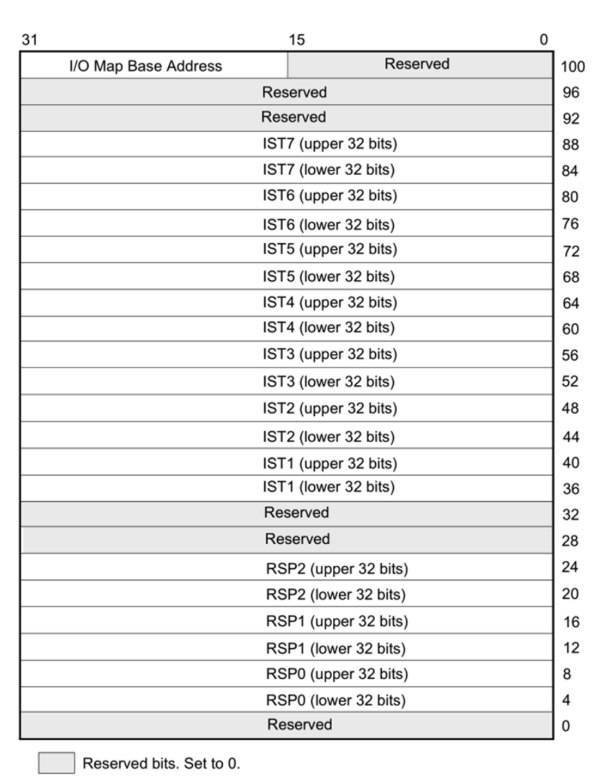 31 15 0
I/O Map Base Address Reserved 100
Reserved 96
Reserved 92
IST7 (upper 32 bits) 88
IST7 (lower 32 bits) 84
IST6 (upper 32 bits) 80
IST6 (lower 32 bits) 76
IST5 (upper 32 bits) 72
IST5 (lower 32 bits) 68
IST4 (upper 32 bits) 64
IST4 (lower 32 bits) 60
IST3 (upper 32 bits) 56
IST3 (lower 32 bits) 52
IST2 (upper 32 bits) 48
IST2 (lower 32 bits) 44
IST1 (upper 32 bits) 40
IST1 (lower 32 bits) 36
Reserved 32
Reserved 28
RSP2 (upper 32 bits) 24
RSP2 (lower 32 bits) 20
RSP1 (upper 32 bits) 16
RSP1 (lower 32 bits) 12
RSP0 (upper 32 bits) 8
RSP0 (lower 32 bits) 4
Reserved 0
Reserved bits. Set to 0.